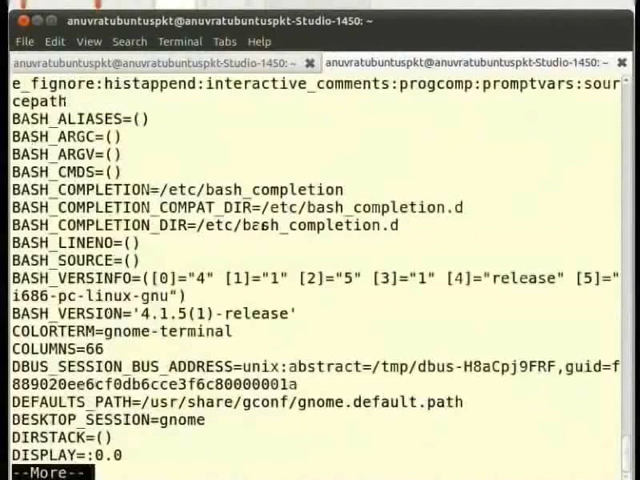 anuvratubuntuspkt@anuvratubuntuspkt-Studio-1450: ~
File Edit View Search Terminal Tabs Help
anuvratubuntuspkt@anuvratubuntuspkt-Studio-1450: ~ anuvratubuntuspkt@anuvratubuntuspkt-Studio-1450: ~
e_fignore:histappend:interactive_comments:progcomp:promptvars:sour
cepath
BASH_ALIASES=()
BASH_ARGC=()
BASH_ARGV=()
BASH_CMDS=()
BASH_COMPLETION=/etc/bash_completion
BASH_COMPLETION_COMPAT_DIR=/etc/bash_completion.d
BASH_COMPLETION_DIR=/etc/bash_completion.d
BASH_LINENO=()
BASH_SOURCE=()
BASH_VERSINFO=([0]="4" [1]="1" [2]="5" [3]="1" [4]="release" [5]="
i686-pc-linux-gnu")
BASH_VERSION='4.1.5(1)-release'
COLORTERM=gnome-terminal
COLUMNS=66
DBUS_SESSION_BUS_ADDRESS=unix:abstract=/tmp/dbus-H8aCpj9FRF,guid=f
889020ee6cf0db6cce3f6c80000001a
DEFAULTS_PATH=/usr/share/gconf/gnome.default.path
DESKTOP_SESSION=gnome
DIRSTACK=()
DISPLAY=:0.0
--More--